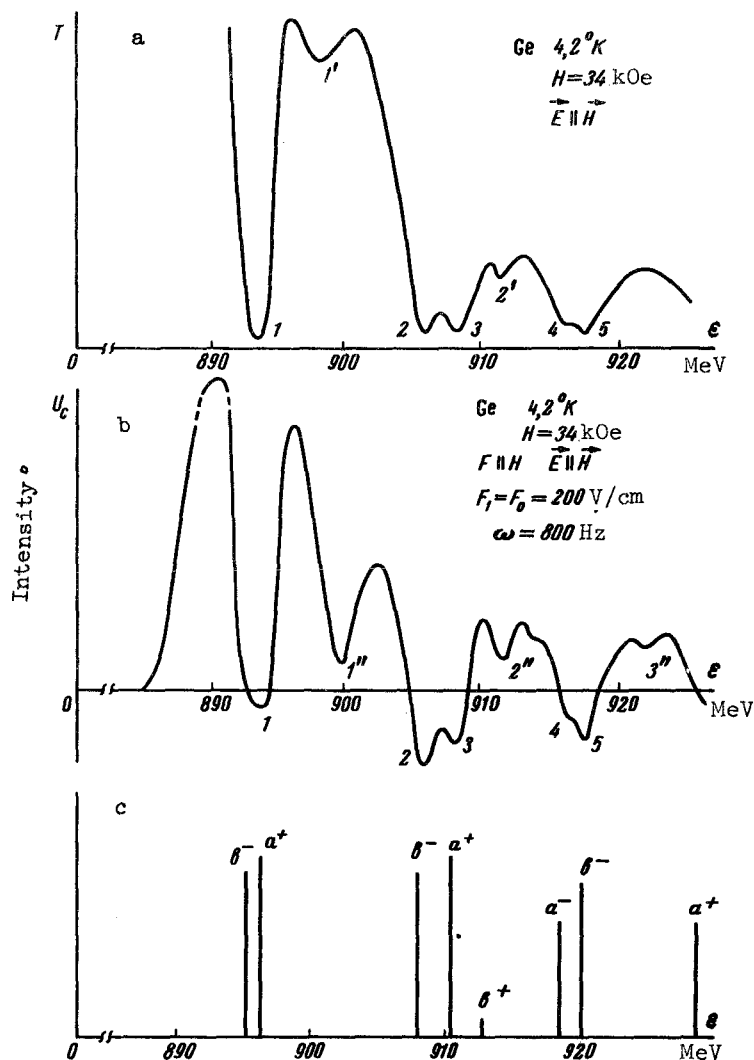 T
a
Ge 4,2°K
H=34 kOe
E || H
1'
1
2
3
2'
4
5
ε
0
890
900
910
920
MeV
U_c
b
Ge 4,2°K
H=34 kOe
F || H E || H
F₁=F₀=200 V/cm
ω=800 Hz
Intensity
1"
2"
3"
ε
0
890
900
910
920
MeV
1
2
3
4
5
c
в⁻
a⁺
в⁻
a⁺
в⁺
a⁻
в⁻
a⁺
ε
0
890
900
910
920
MeV